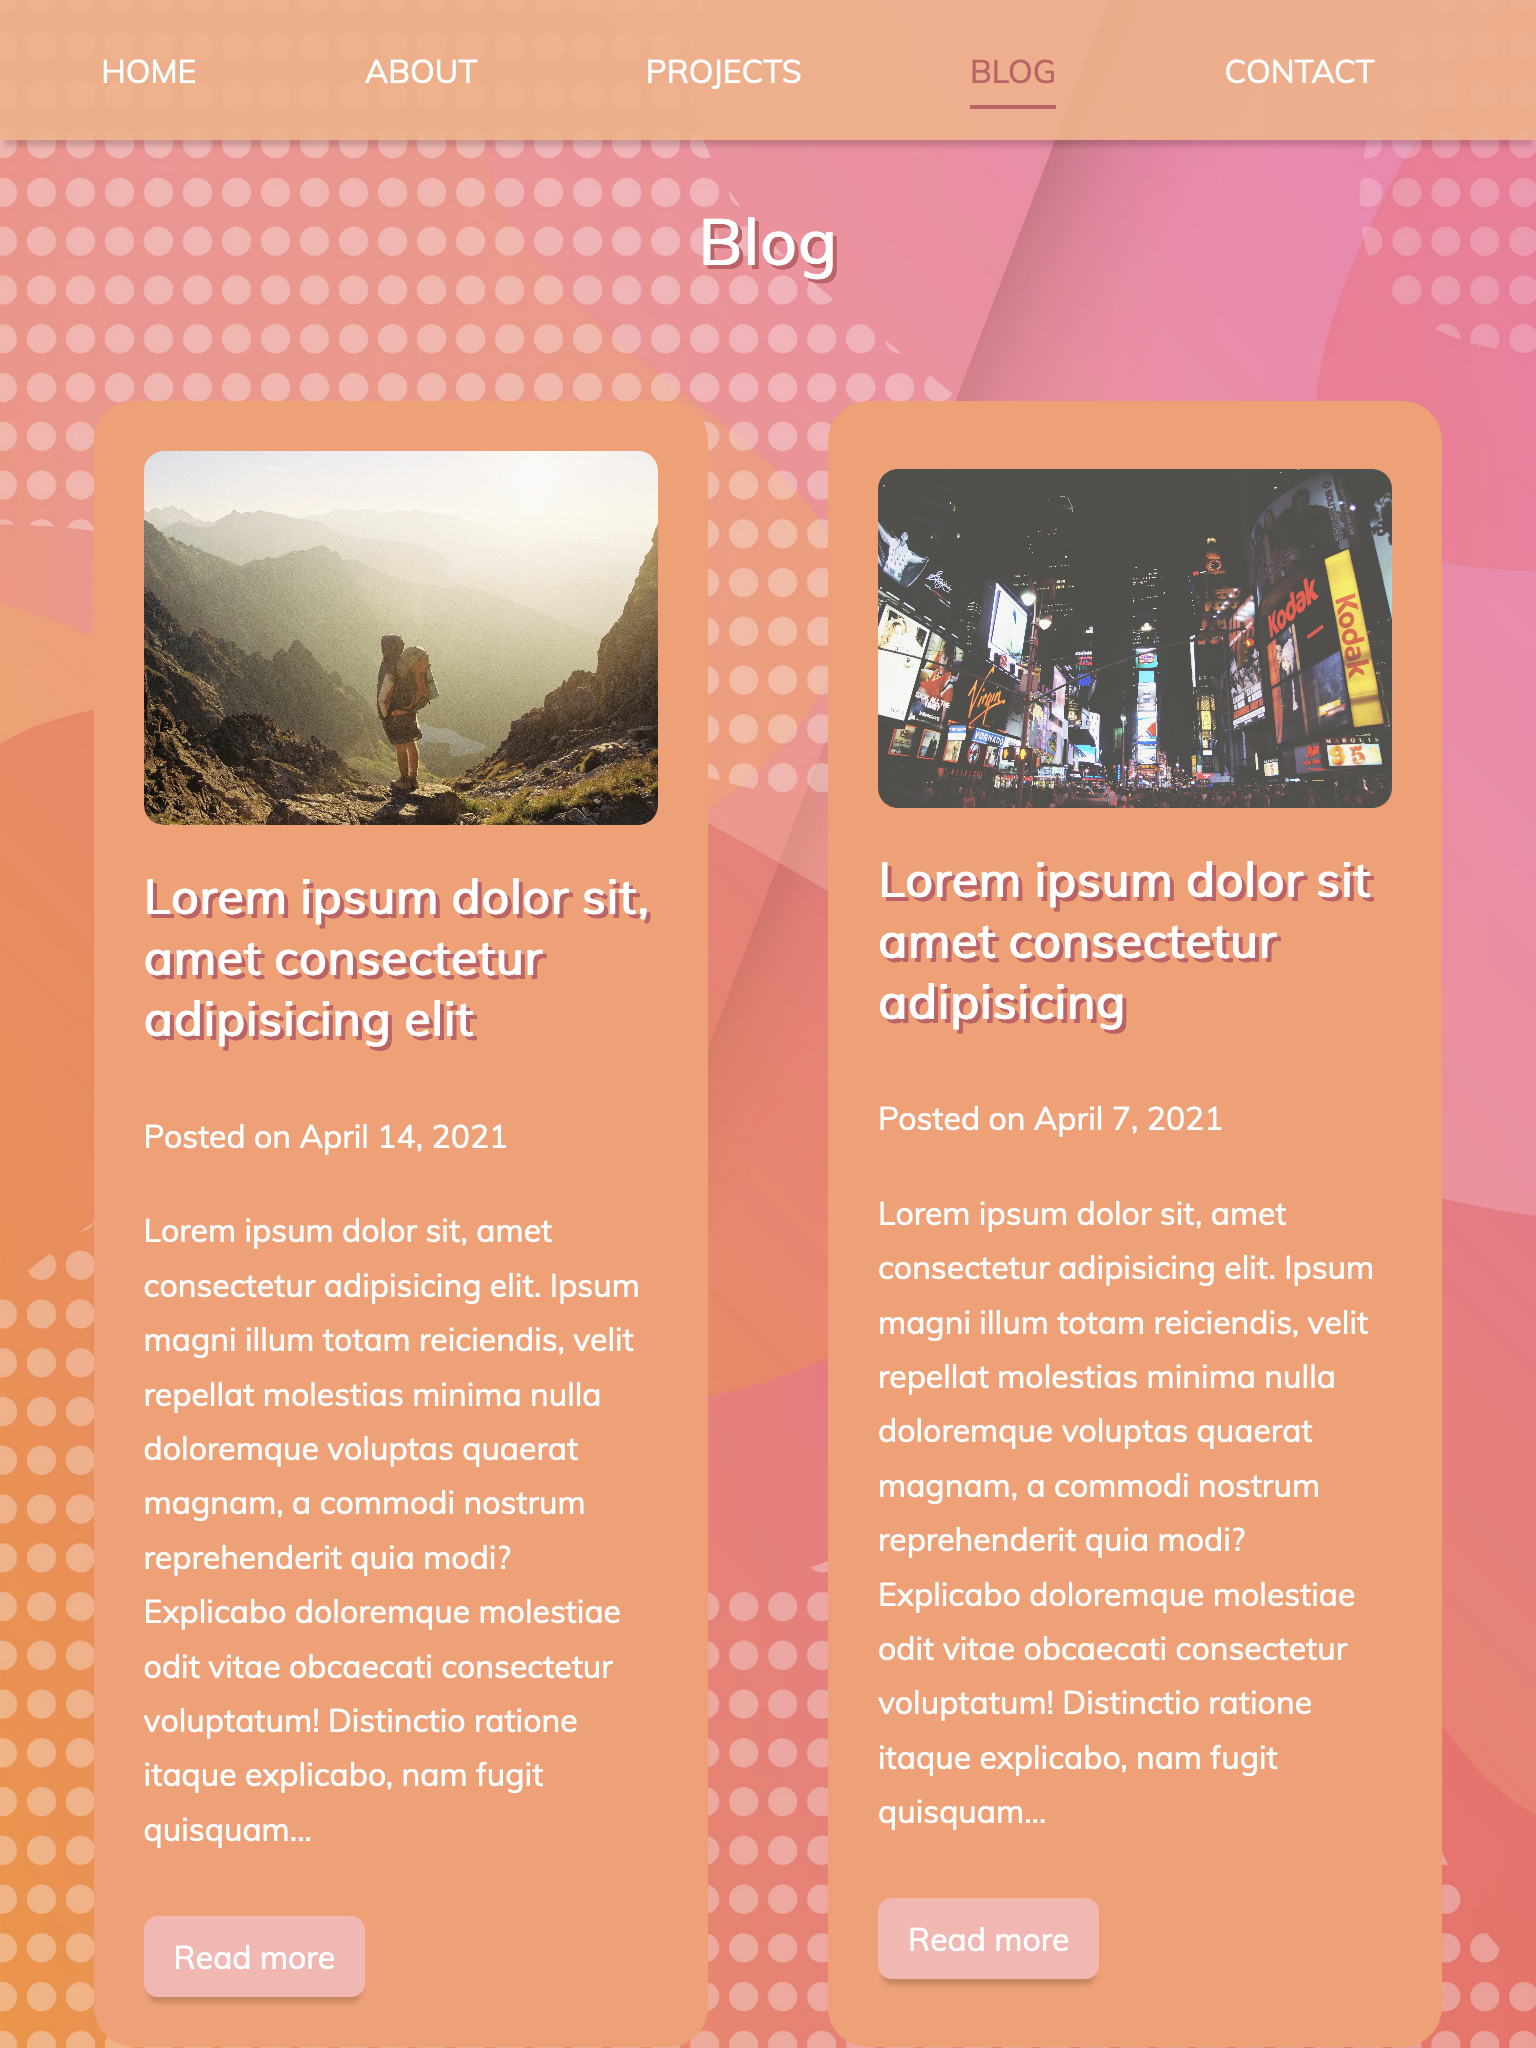 HOME ABOUT PROJECTS BLOG CONTACT
Blog
Lorem ipsum dolor sit,
amet consectetur
adipisicing elit
Posted on April 14, 2021
Lorem ipsum dolor sit, amet
consectetur adipisicing elit. Ipsum
magni illum totam reiciendis, velit
repellat molestias minima nulla
doloremque voluptas quaerat
magnam, a commodi nostrum
reprehenderit quia modi?
Explicabo doloremque molestiae
odit vitae obcaecati consectetur
voluptatum! Distinctio ratione
itaque explicabo, nam fugit
quisquam...
Read more
Kodak
Kodak
Virgin
VORNADO
MARQUIS
95
Lorem ipsum dolor sit
amet consectetur
adipisicing
Posted on April 7, 2021
Lorem ipsum dolor sit, amet
consectetur adipisicing elit. Ipsum
magni illum totam reiciendis, velit
repellat molestias minima nulla
doloremque voluptas quaerat
magnam, a commodi nostrum
reprehenderit quia modi?
Explicabo doloremque molestiae
odit vitae obcaecati consectetur
voluptatum! Distinctio ratione
itaque explicabo, nam fugit
quisquam...
Read more